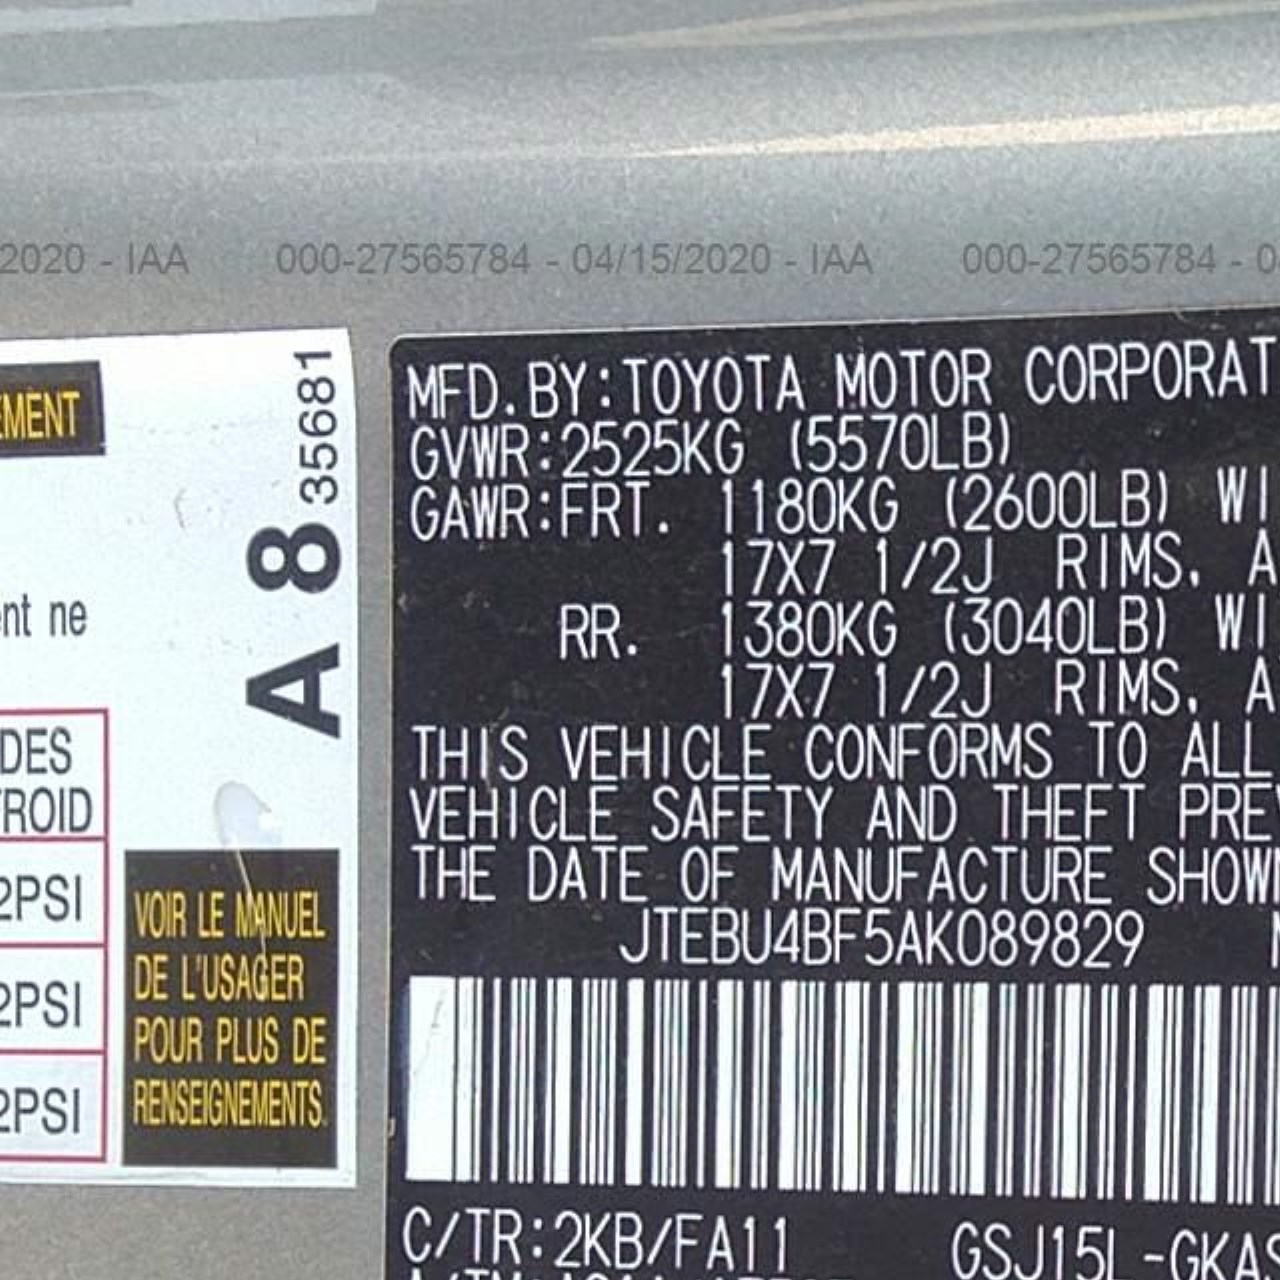 2020 - IAA 000-27565784 - 04/15/2020 - IAA 000-27565784 - 0
EMENT
35681
A 8
ent ne
DES
FROID
2PSI
2PSI
2PSI
VOIR LE MANUEL
DE L'USAGER
POUR PLUS DE
RENSEIGNEMENTS.
MFD.BY:TOYOTA MOTOR CORPORAT
GVWR:2525KG (5570LB)
GAWR:FRT. 1180KG (2600LB) WI
17X7 1/2J RIMS, A
RR. 1380KG (3040LB) WI
17X7 1/2J RIMS, A
THIS VEHICLE CONFORMS TO ALL
VEHICLE SAFETY AND THEFT PREV
THE DATE OF MANUFACTURE SHOWN
JTEBU4BF5AK089829
C/TR:2KB/FA11 GSJ15L-GKAS